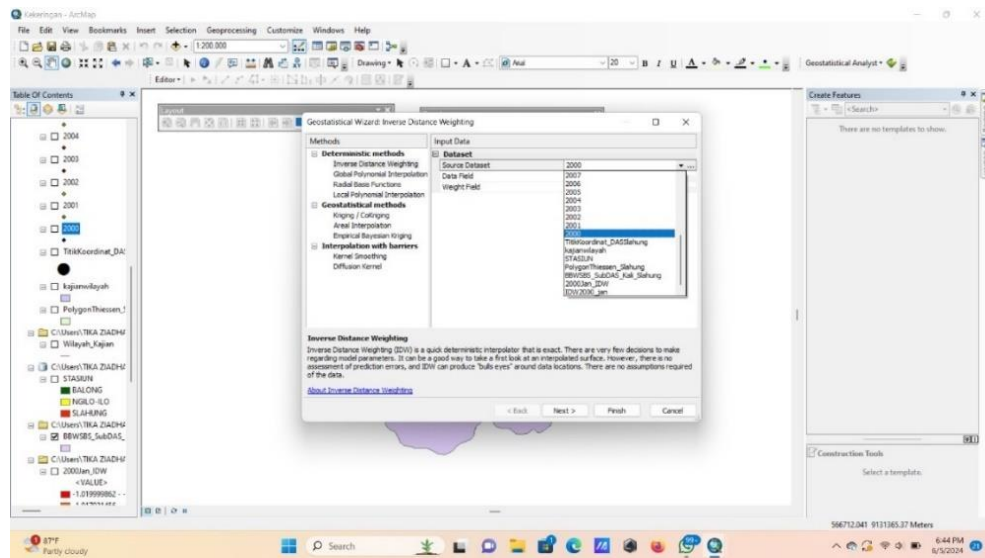 Kekeringan - ArcMap
File Edit View Bookmarks Insert Selection Geoprocessing Customize Windows Help
1:200.000
Drawing
Arial
20
B I U A
Geostatistical Analyst
Editor
Table Of Contents
2004
2003
2002
2001
2000
TitikKoordinat_DA
kajianwilayah
PolygonThiessen_
C:\Users\TIKA ZIADH
Wilayah_Kajian
C:\Users\TIKA ZIADH
STASIUN
BALONG
NGILO-ILO
SLAHUNG
C:\Users\TIKA ZIADH
BBWSBS_SubDAS_
C:\Users\TIKA ZIADH
2000Jan_IDW
<VALUE>
-1.019999862 -
Layout
Geostatistical Wizard: Inverse Distance Weighting
Methods
Deterministic methods
Inverse Distance Weighting
Global Polynomial Interpolation
Radial Basis Functions
Local Polynomial Interpolation
Geostatistical methods
Kriging / CoKriging
Areal Interpolation
Empirical Bayesian Kriging
Interpolation with barriers
Kernel Smoothing
Diffusion Kernel
Input Data
Dataset
Source Dataset 2000
Data Field
Weight Field
2007
2006
2005
2004
2003
2002
2001
2000
TitikKoordinat_DASSlahung
kajianwilayah
STASIUN
PolygonThiessen_Slahung
BBWSBS_SubDAS_Kak_Slahung
2000Jan_IDW
IDW2000_jan
Inverse Distance Weighting
Inverse Distance Weighting (IDW) is a quick deterministic interpolator that is exact. There are very few decisions to make
regarding model parameters. It can be a good way to take a first look at an interpolated surface. However, there is no
assessment of prediction errors, and IDW can produce "bulls eyes" around data locations. There are no assumptions required
of the data.
About Inverse Distance Weighting
< Back Next > Finish Cancel
Create Features
<Search>
There are no templates to show.
Construction Tools
Select a template.
566712.041 9131365.37 Meters
87°F
Partly cloudy
Search
99+
6:44 PM
6/5/2024